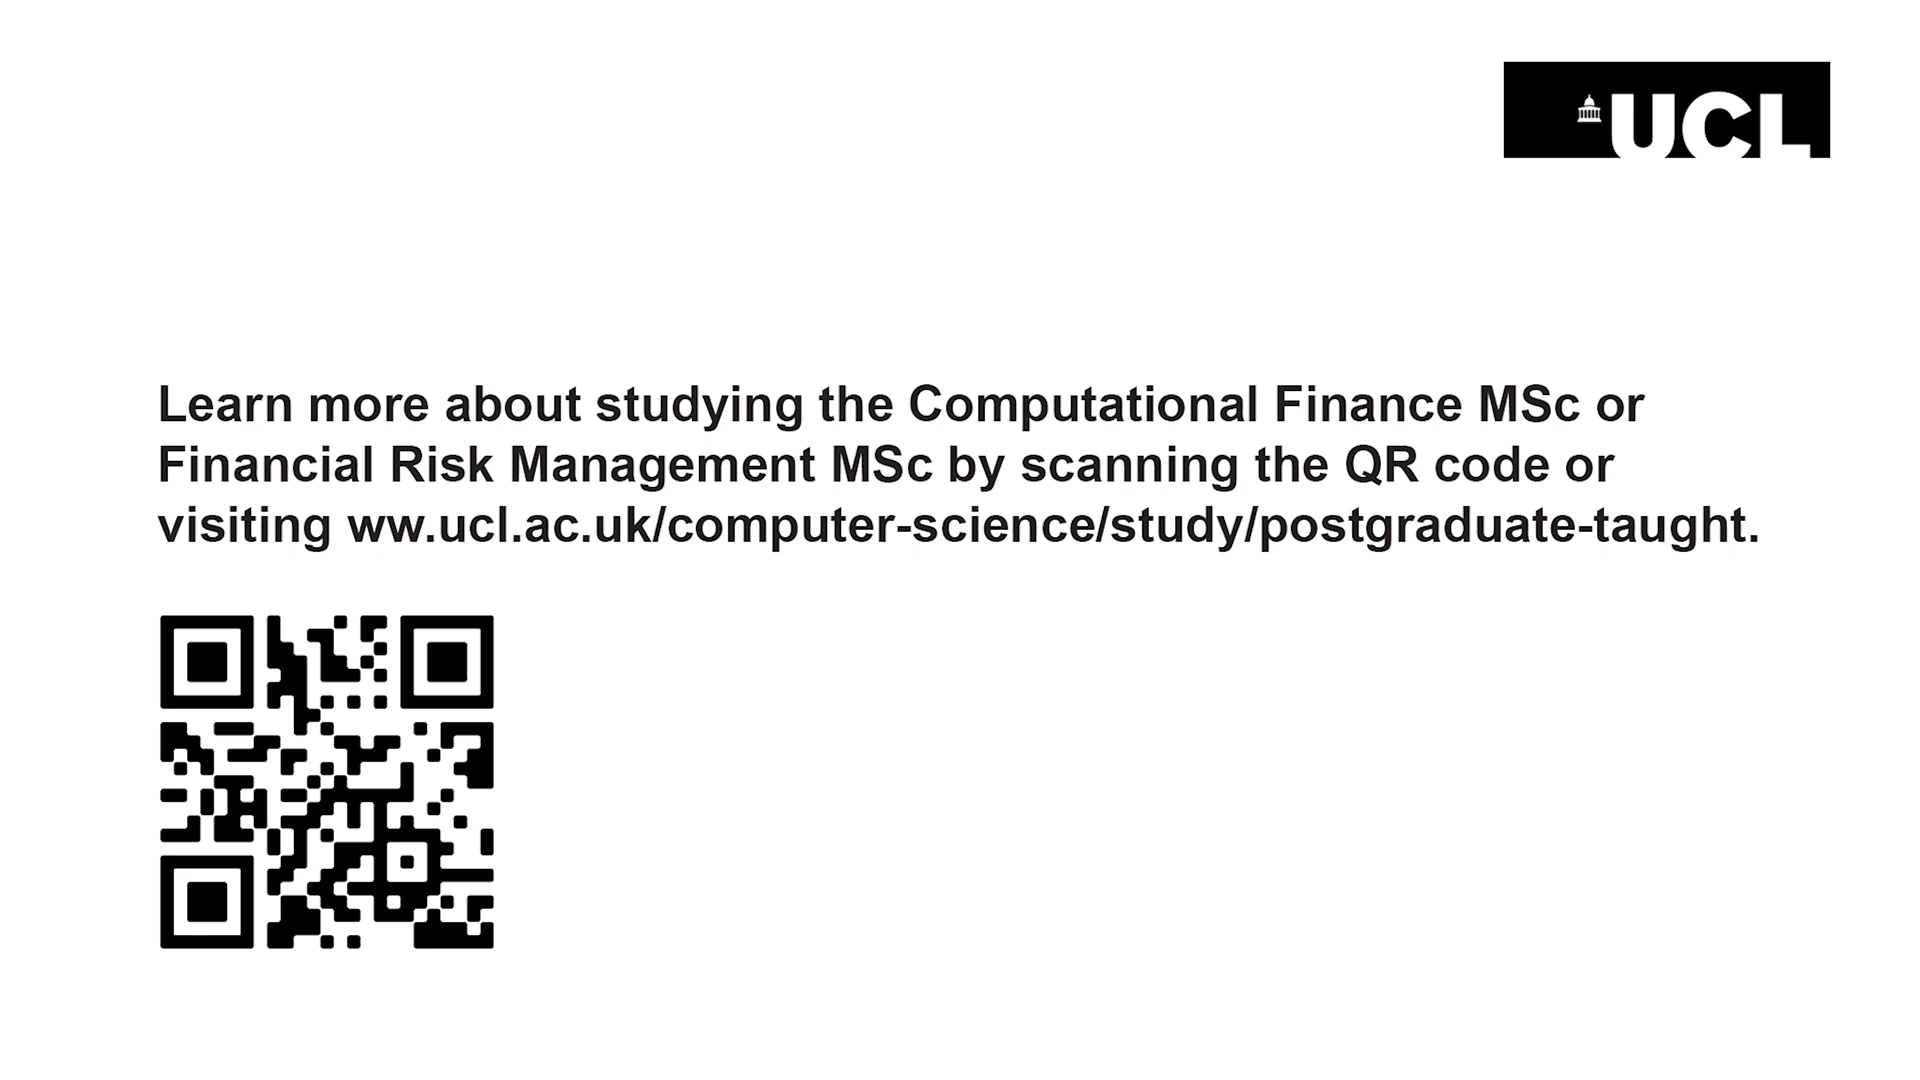 UCL
Learn more about studying the Computational Finance MSc or
Financial Risk Management MSc by scanning the QR code or
visiting ww.ucl.ac.uk/computer-science/study/postgraduate-taught.